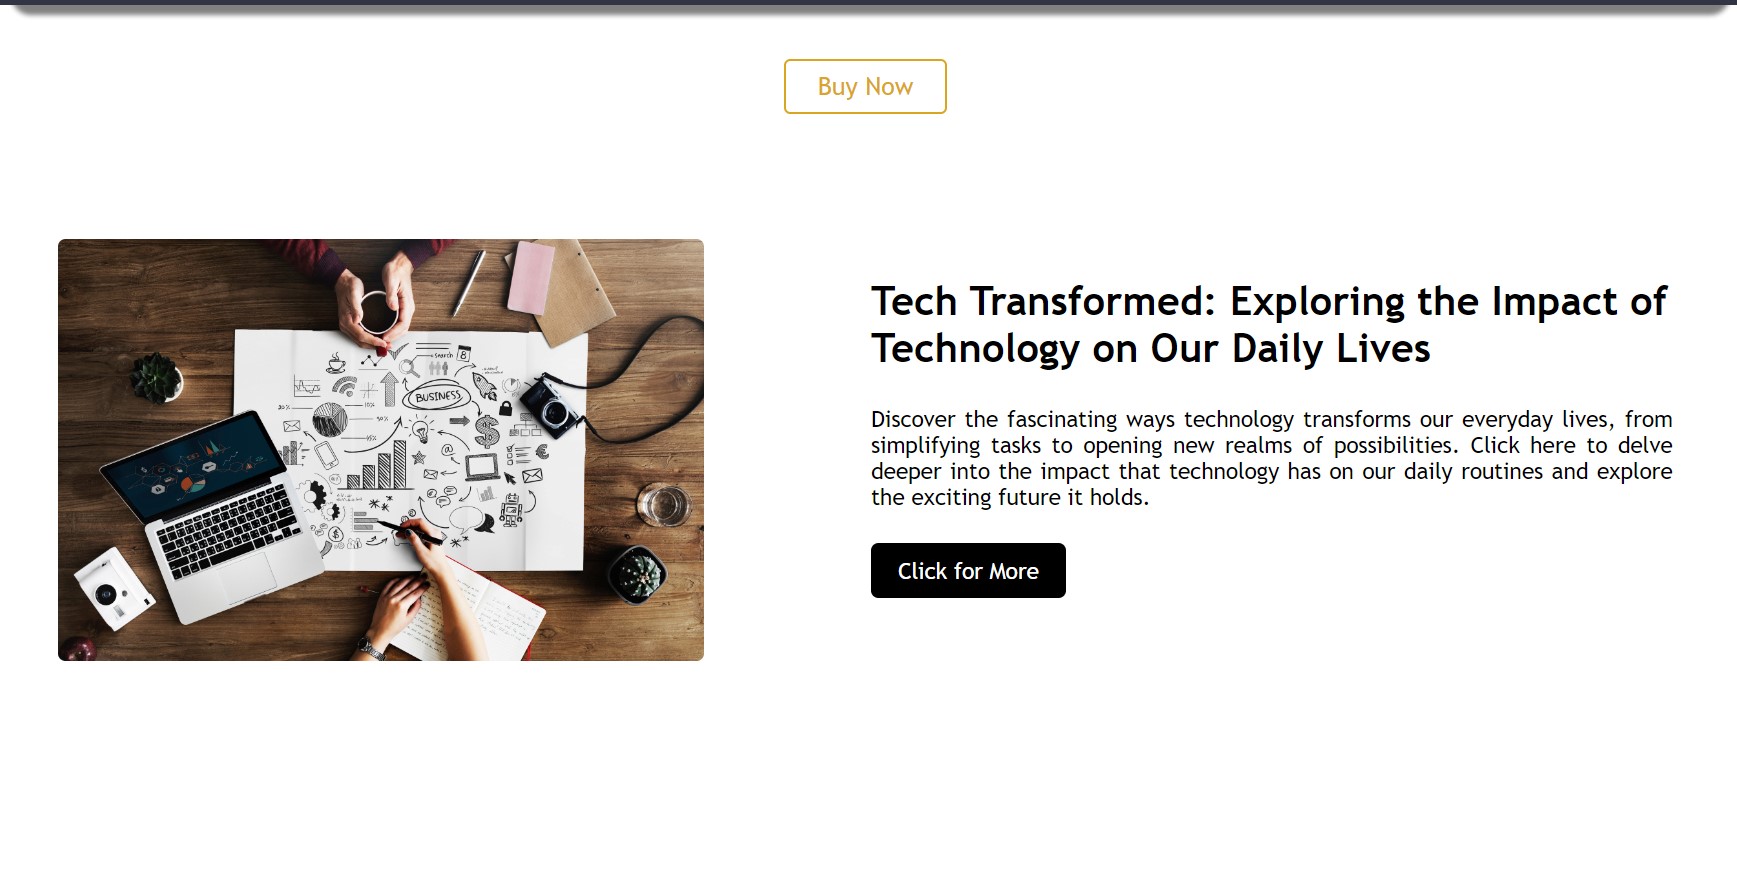 Buy Now
Tech Transformed: Exploring the Impact of
Technology on Our Daily Lives
Discover the fascinating ways technology transforms our everyday lives, from
simplifying tasks to opening new realms of possibilities. Click here to delve
deeper into the impact that technology has on our daily routines and explore
the exciting future it holds.
Click for More
search
8
BUSINESS